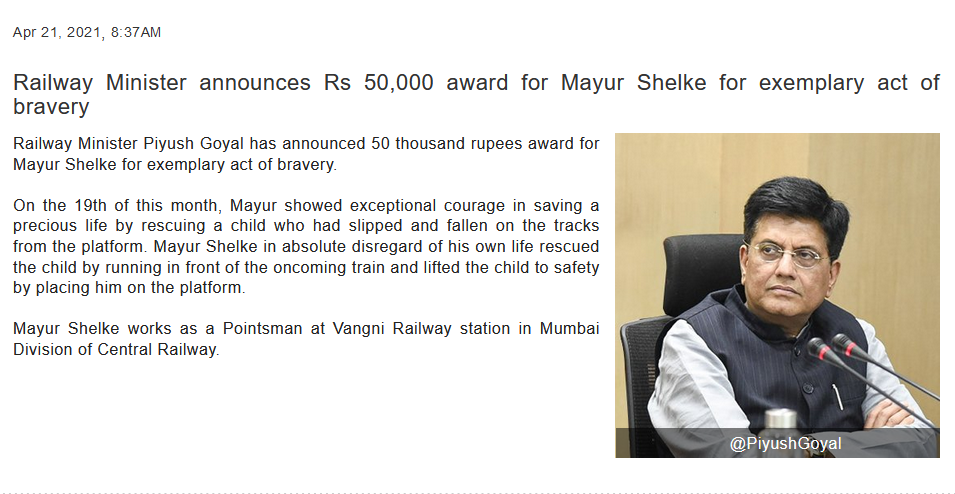 Apr 21, 2021, 8:37AM
Railway Minister announces Rs 50,000 award for Mayur Shelke for exemplary act of
bravery
Railway Minister Piyush Goyal has announced 50 thousand rupees award for
Mayur Shelke for exemplary act of bravery.
On the 19th of this month, Mayur showed exceptional courage in saving a
precious life by rescuing a child who had slipped and fallen on the tracks
from the platform. Mayur Shelke in absolute disregard of his own life rescued
the child by running in front of the oncoming train and lifted the child to safety
by placing him on the platform.
Mayur Shelke works as a Pointsman at Vangni Railway station in Mumbai
Division of Central Railway.
@PiyushGoyal